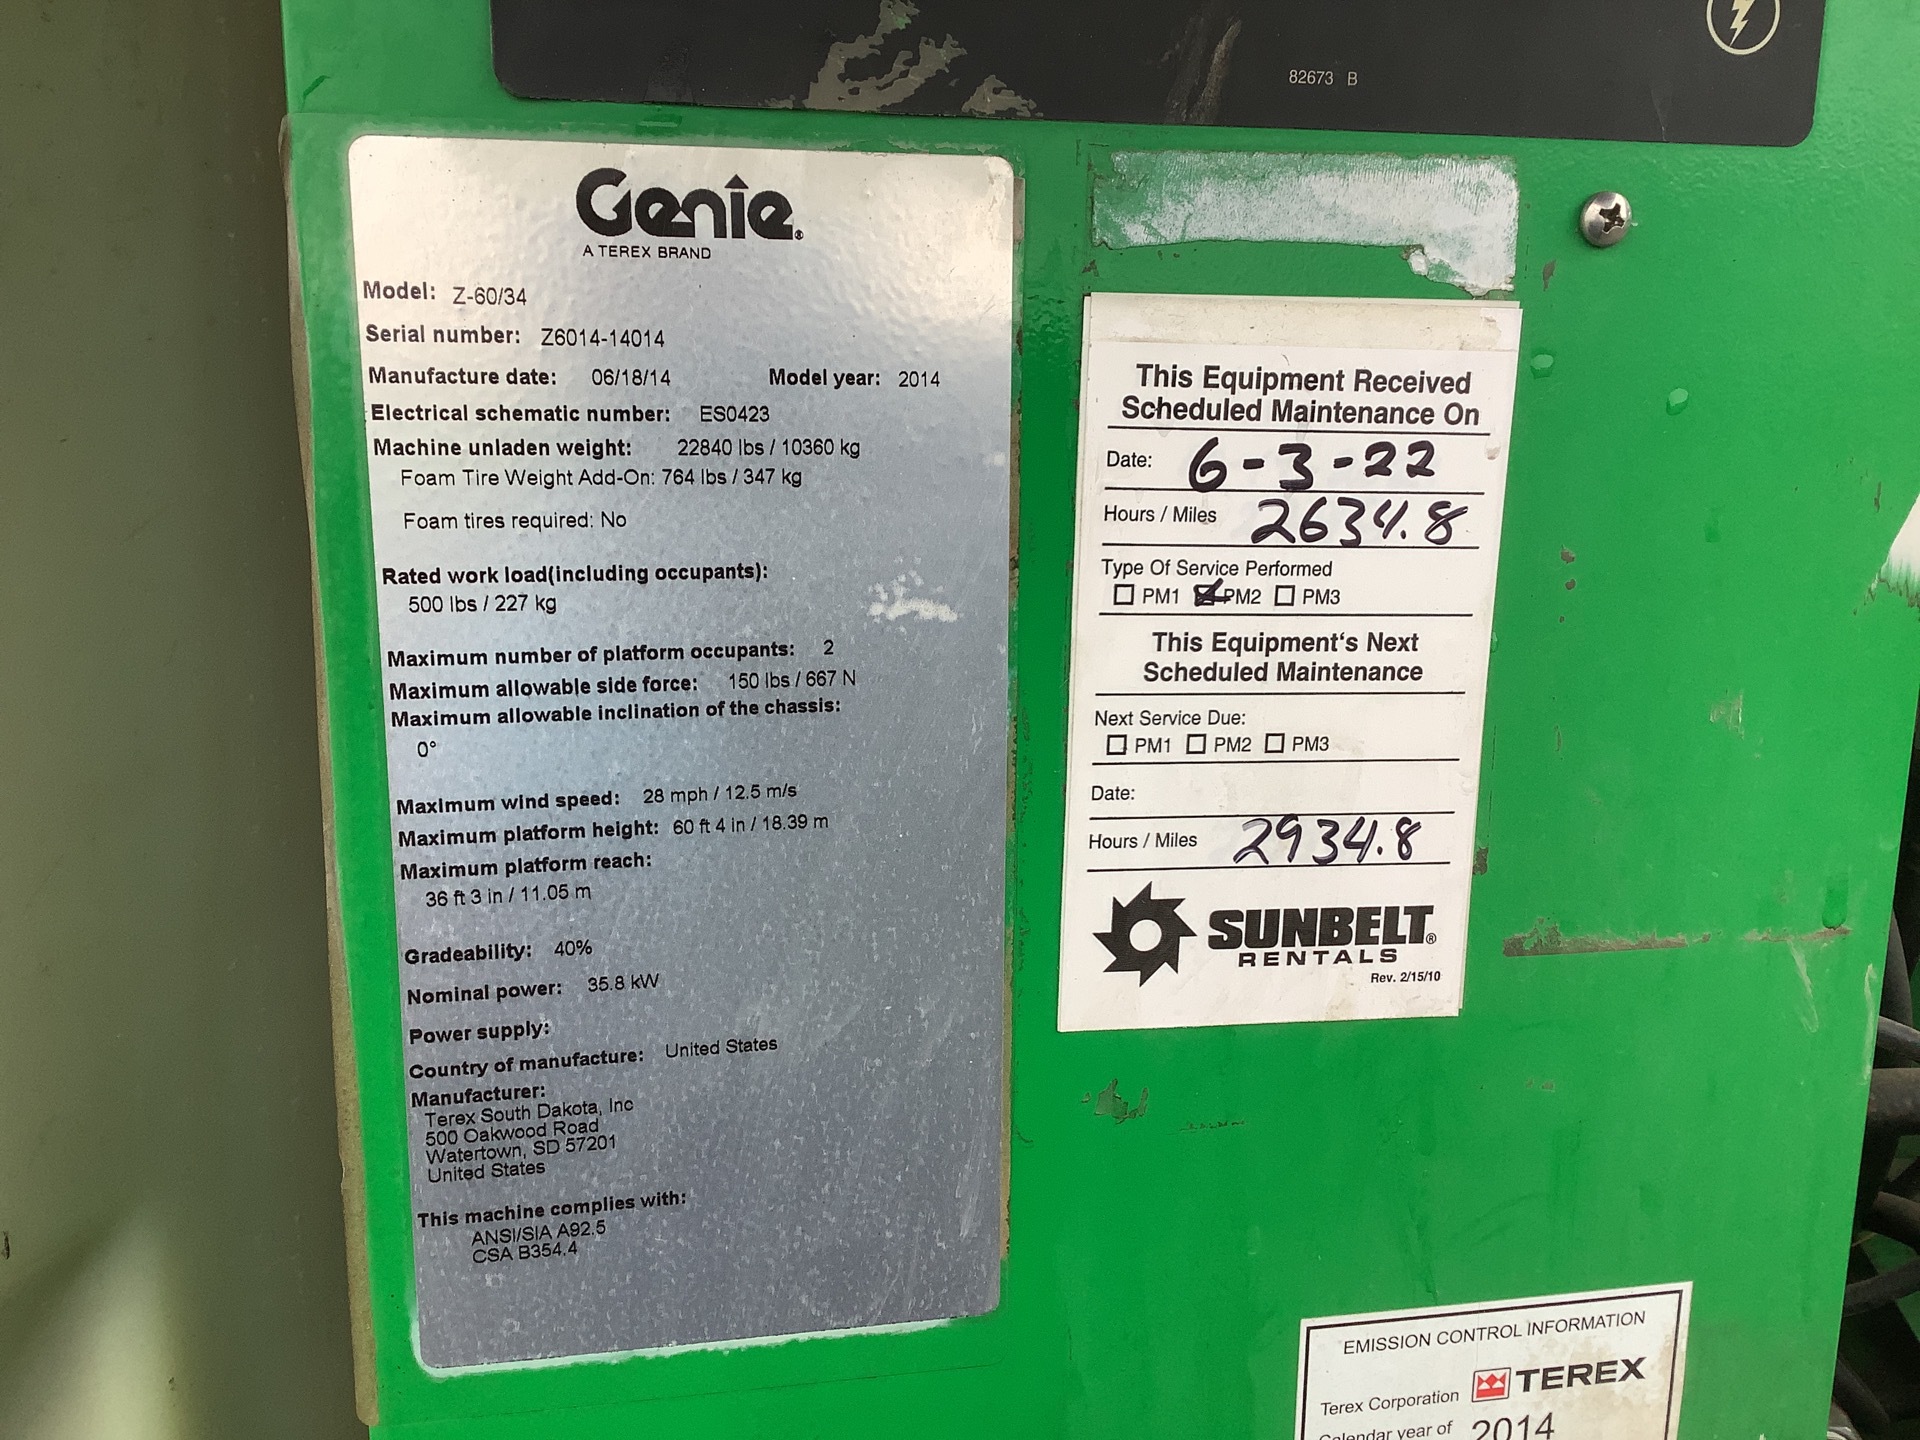 82673 B
Genie®
A TEREX BRAND
Model: Z-60/34
Serial number: Z6014-14014
Manufacture date: 06/18/14 Model year: 2014
Electrical schematic number: ES0423
Machine unladen weight: 22840 lbs / 10360 kg
Foam Tire Weight Add-On: 764 lbs / 347 kg
Foam tires required: No
Rated work load(including occupants):
500 lbs / 227 kg
Maximum number of platform occupants: 2
Maximum allowable side force: 150 lbs / 667 N
Maximum allowable inclination of the chassis:
0°
Maximum wind speed: 28 mph / 12.5 m/s
Maximum platform height: 60 ft 4 in / 18.39 m
Maximum platform reach:
36 ft 3 in / 11.05 m
Gradeability: 40%
Nominal power: 35.8 kW
Power supply:
Country of manufacture: United States
Manufacturer:
Terex South Dakota, Inc
500 Oakwood Road
Watertown, SD 57201
United States
This machine complies with:
ANSI/SIA A92.5
CSA B354.4
This Equipment Received
Scheduled Maintenance On
Date: 6-3-22
Hours / Miles 2634.8
Type Of Service Performed
PM1 PM2 PM3
This Equipment's Next
Scheduled Maintenance
Next Service Due:
PM1 PM2 PM3
Date:
Hours / Miles 2934.8
SUNBELT®
RENTALS
Rev. 2/15/10
EMISSION CONTROL INFORMATION
Terex Corporation TEREX
Calendar year of 2014